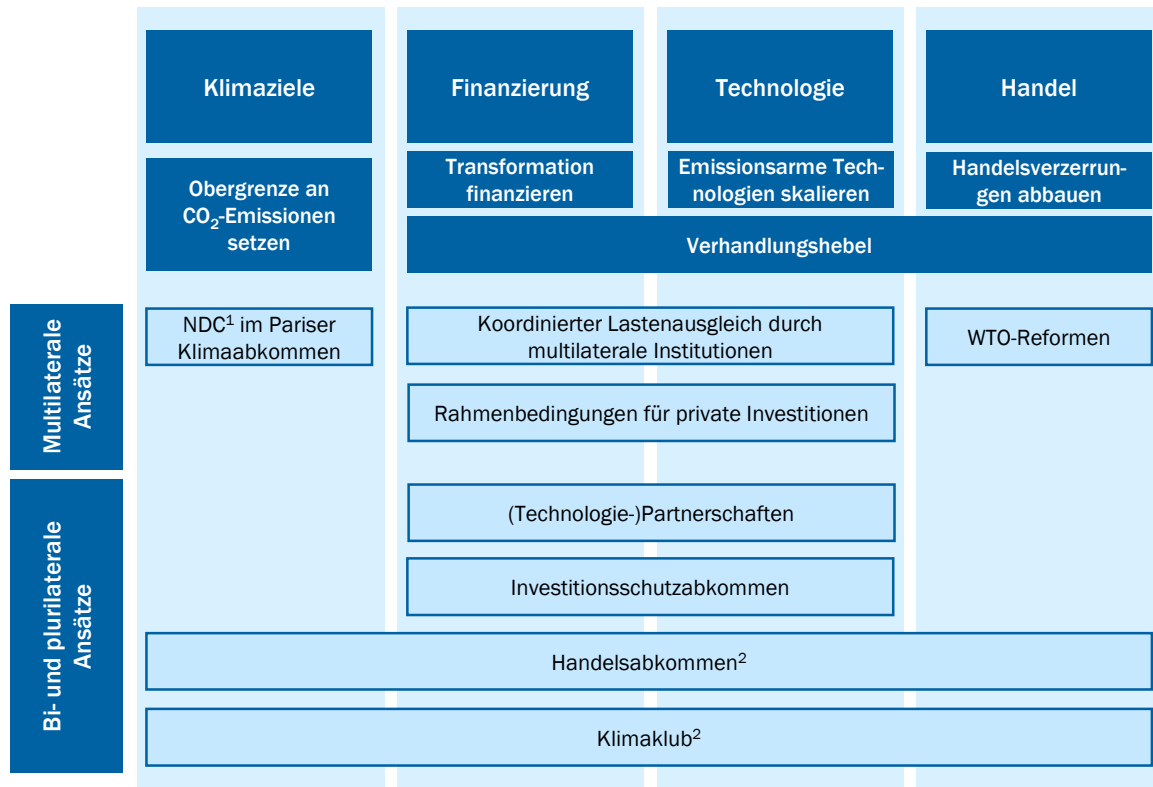 Klimaziele
Finanzierung
Technologie
Handel
Obergrenze an
CO₂-Emissionen
setzen
Transformation
finanzieren
Emissionsarme Tech-
nologien skalieren
Handelsverzerrun-
gen abbauen
Verhandlungshebel
Multilaterale
Ansätze
NDC¹ im Pariser
Klimaabkommen
Koordinierter Lastenausgleich durch
multilaterale Institutionen
WTO-Reformen
Rahmenbedingungen für private Investitionen
Bi- und plurilaterale
Ansätze
(Technologie-)Partnerschaften
Investitionsschutzabkommen
Handelsabkommen²
Klimaklub²